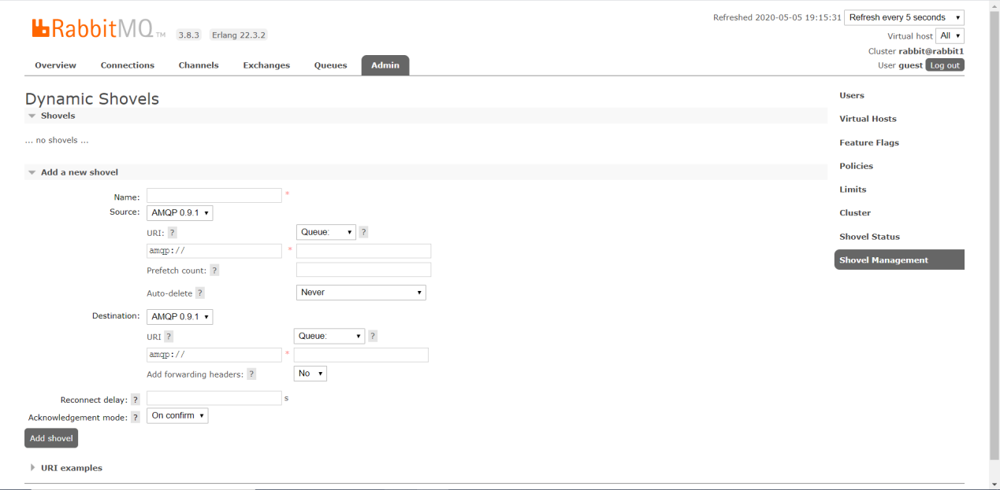 RabbitMQ TM 3.8.3 Erlang 22.3.2
Refreshed 2020-05-05 19:15:31 Refresh every 5 seconds
Virtual host All
Cluster rabbit@rabbit1
User guest Log out
Overview Connections Channels Exchanges Queues Admin
Dynamic Shovels
Shovels
... no shovels ...
Add a new shovel
Name: *
Source: AMQP 0.9.1
URI: ? Queue: ?
amqp:// *
Prefetch count: ?
Auto-delete ? Never
Destination: AMQP 0.9.1
URI ? Queue: ?
amqp:// *
Add forwarding headers: ? No
Reconnect delay: ? s
Acknowledgement mode: ? On confirm
Add shovel
URI examples
Users
Virtual Hosts
Feature Flags
Policies
Limits
Cluster
Shovel Status
Shovel Management